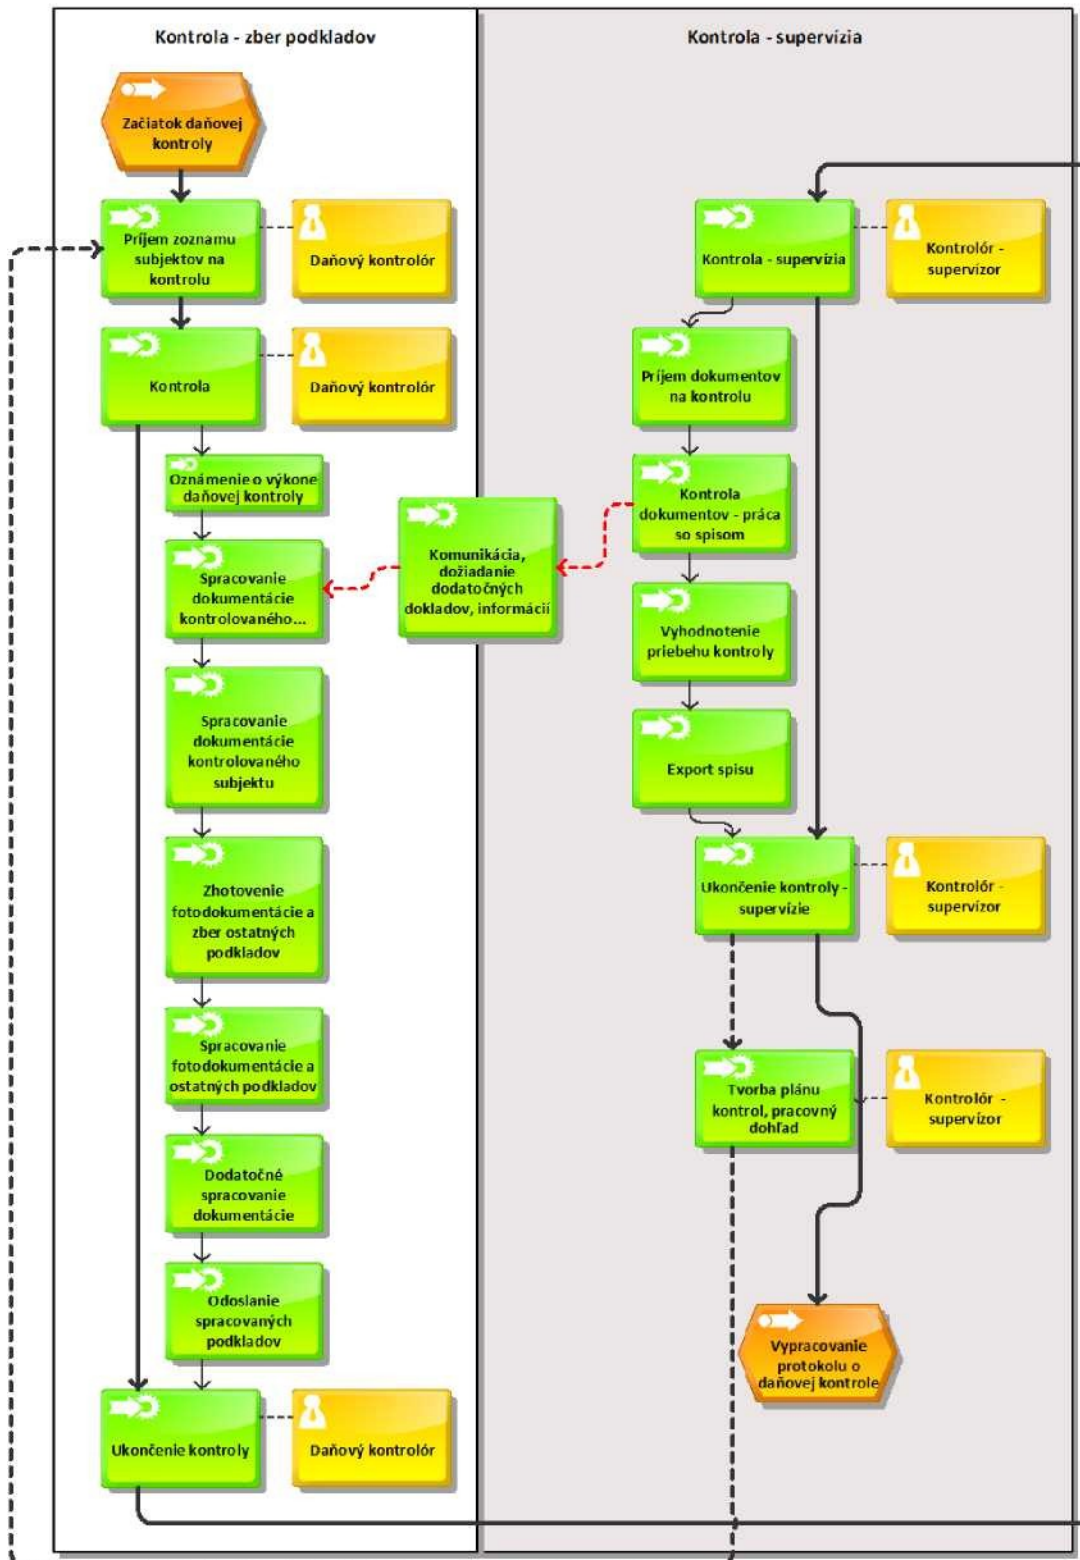 Kontrola - zber podkladov
Začiatok daňovej
kontroly
Príjem zoznamu
subjektov na
kontrolu
Daňový kontrolór
Kontrola
Daňový kontrolór
Oznámenie o výkone
daňovej kontroly
Spracovanie
dokumentácie
kontrolovaného...
Komunikácia,
dožiadanie
dodatočných
dokladov, informácií
Spracovanie
dokumentácie
kontrolovaného
subjektu
Zhotovenie
fotodokumentácie a
zber ostatných
podkladov
Spracovanie
fotodokumentácie a
ostatných podkladov
Dodatočné
spracovanie
dokumentácie
Odoslanie
spracovaných
podkladov
Ukončenie kontroly
Daňový kontrolór
Kontrola - supervízia
Kontrola - supervízia
Kontrolór -
supervízor
Príjem dokumentov
na kontrolu
Kontrola
dokumentov - práca
so spisom
Vyhodnotenie
priebehu kontroly
Export spisu
Ukončenie kontroly -
supervízie
Kontrolór -
supervízor
Tvorba plánu
kontrol, pracovný
dohľad
Kontrolór -
supervízor
Vypracovanie
protokolu o
daňovej kontrole